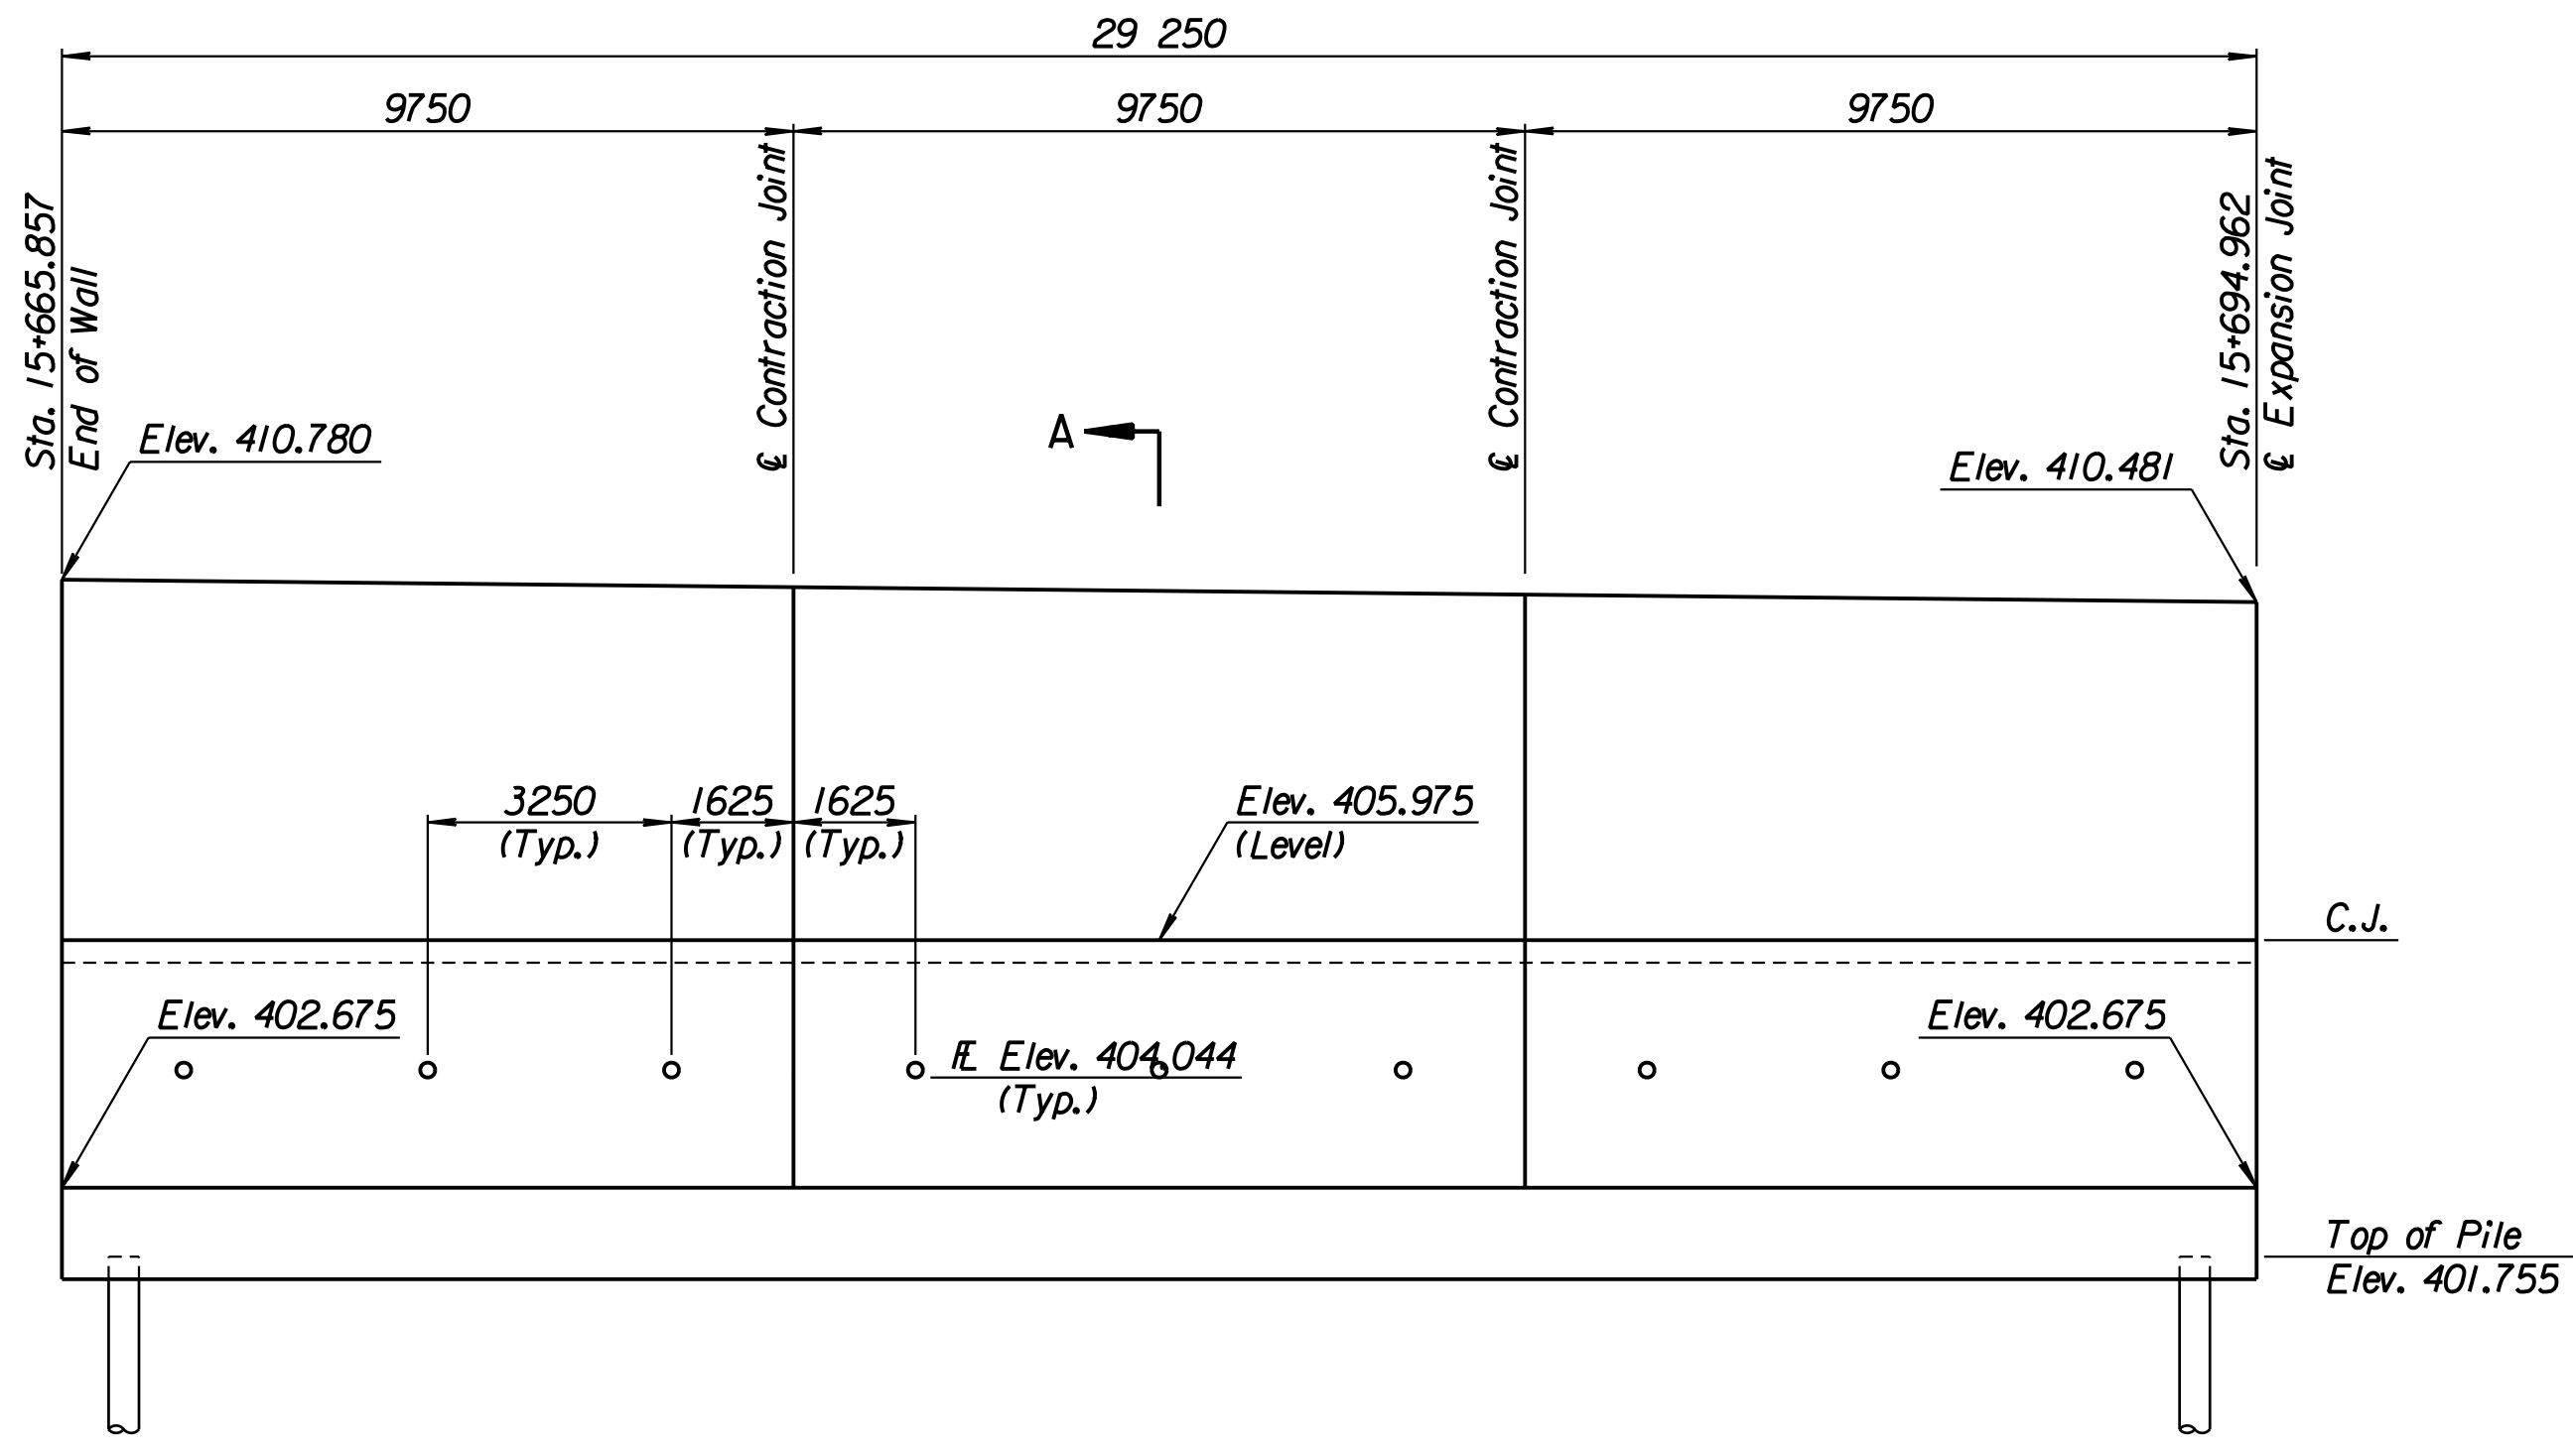 29 250
9750
9750
9750
Sta. 15+665.857
End of Wall
℄ Contraction Joint
℄ Contraction Joint
Sta. 15+694.962
℄ Expansion Joint
A
Elev. 410.780
Elev. 410.481
3250
(Typ.)
1625
(Typ.)
1625
(Typ.)
Elev. 405.975
(Level)
C.J.
Elev. 402.675
Elev. 402.675
Elev. 404.044
(Typ.)
Top of Pile
Elev. 401.755